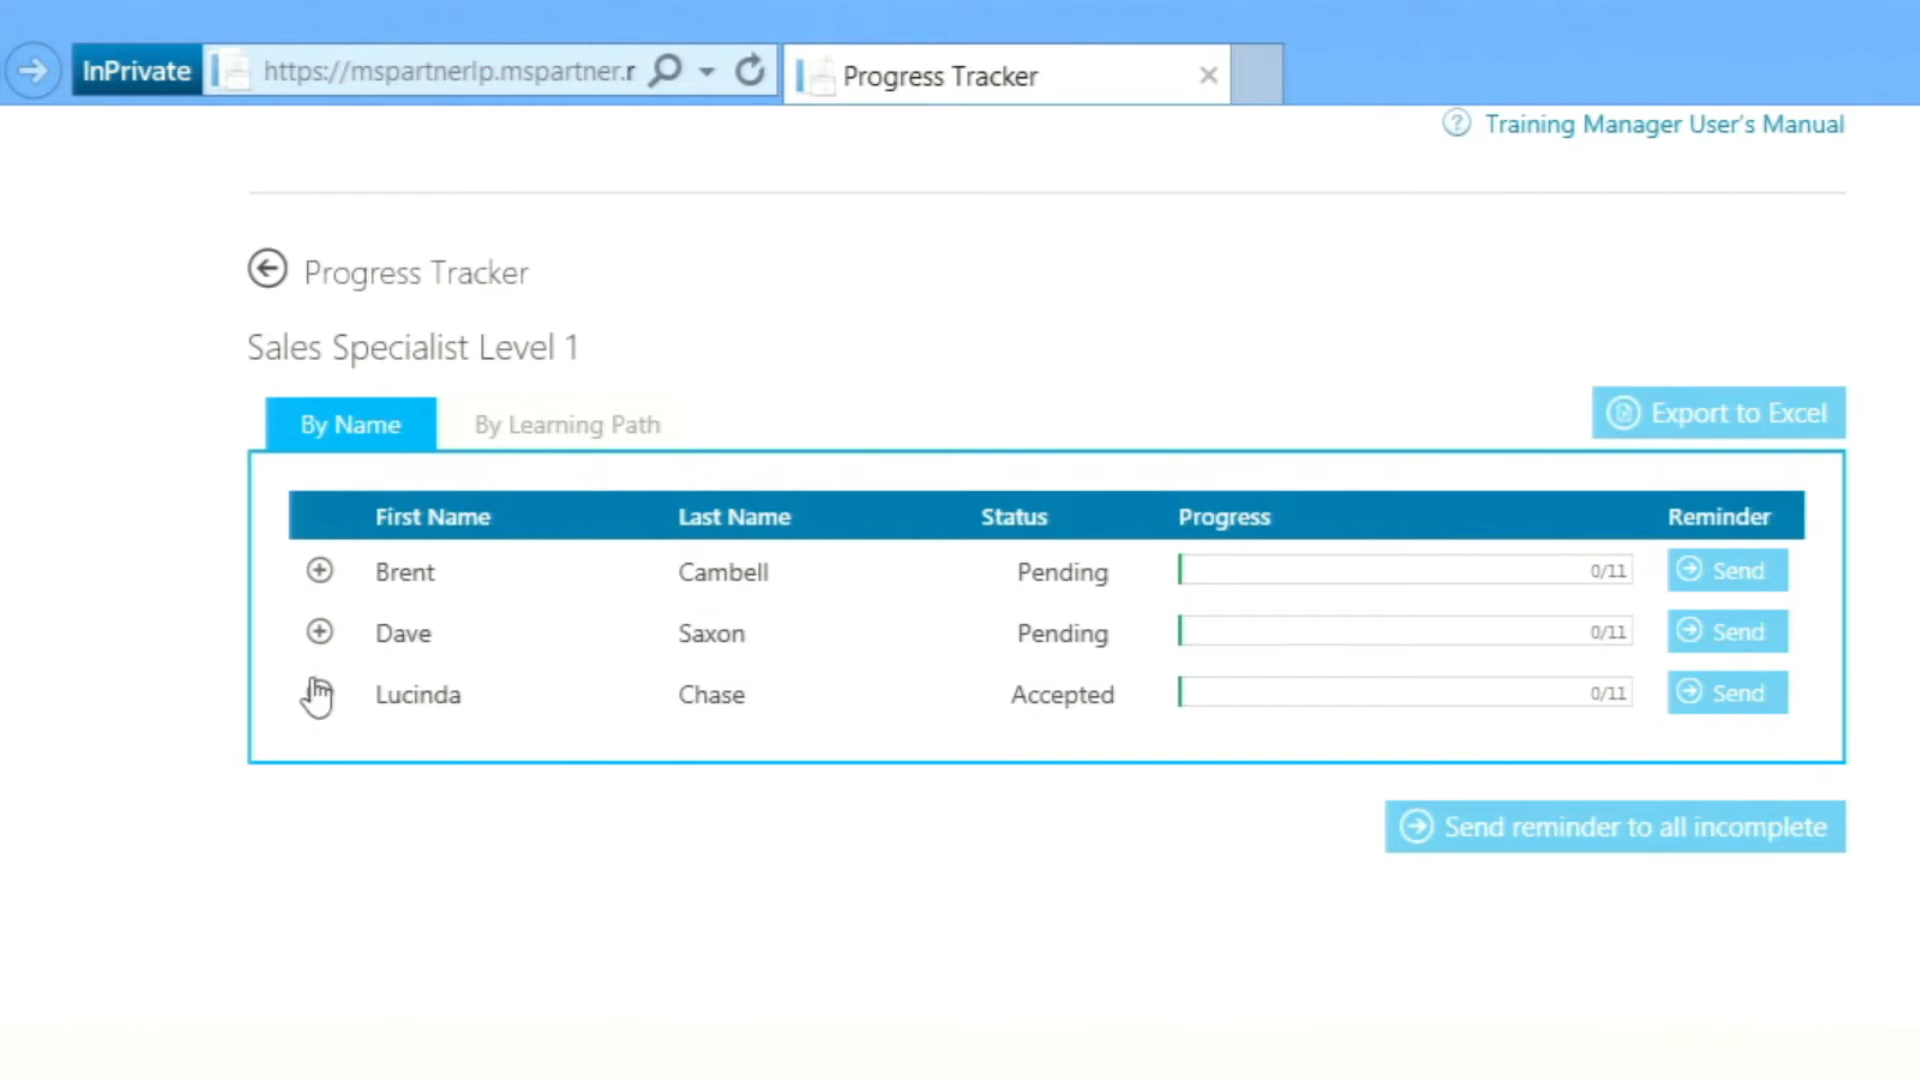 InPrivate https://mspartnerlp.mspartner.r Progress Tracker
Training Manager User's Manual
Progress Tracker
Sales Specialist Level 1
By Name By Learning Path Export to Excel
First Name Last Name Status Progress Reminder
Brent Cambell Pending 0/11 Send
Dave Saxon Pending 0/11 Send
Lucinda Chase Accepted 0/11 Send
Send reminder to all incomplete